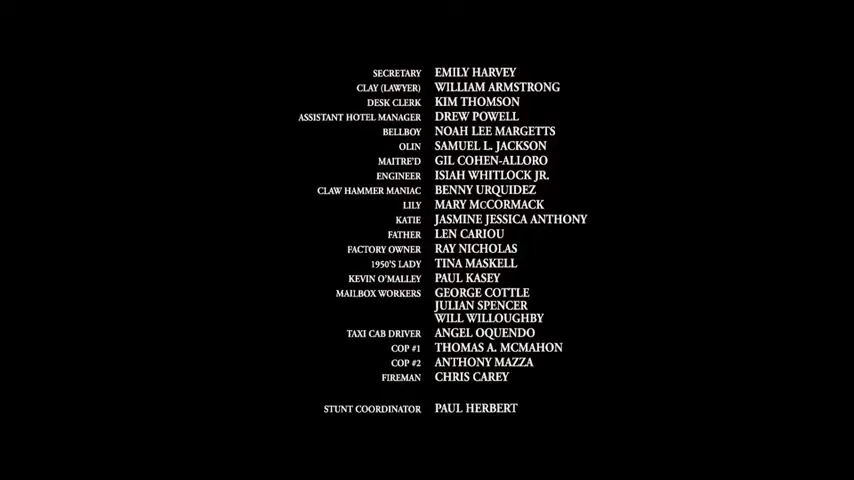 SECRETARY EMILY HARVEY
CLAY (LAWYER) WILLIAM ARMSTRONG
DESK CLERK KIM THOMSON
ASSISTANT HOTEL MANAGER DREW POWELL
BELLBOY NOAH LEE MARGETTS
OLIN SAMUEL L. JACKSON
MAITRE'D GIL COHEN-ALLORO
ENGINEER ISIAH WHITLOCK JR.
CLAW HAMMER MANIAC BENNY URQUIDEZ
LILY MARY McCORMACK
KATIE JASMINE JESSICA ANTHONY
FATHER LEN CARIOU
FACTORY OWNER RAY NICHOLAS
1950'S LADY TINA MASKELL
KEVIN O'MALLEY PAUL KASEY
MAILBOX WORKERS GEORGE COTTLE
JULIAN SPENCER
WILL WILLOUGHBY
TAXI CAB DRIVER ANGEL OQUENDO
COP #1 THOMAS A. MCMAHON
COP #2 ANTHONY MAZZA
FIREMAN CHRIS CAREY
STUNT COORDINATOR PAUL HERBERT